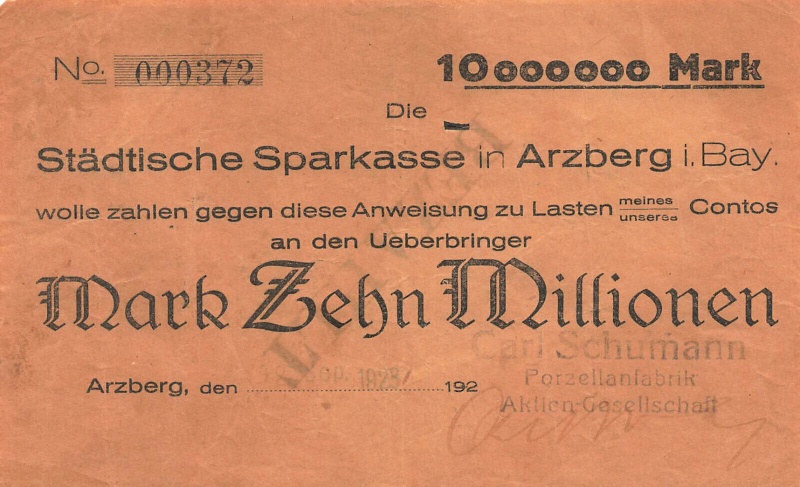 No. 000372
10000000 Mark
Die
Städtische Sparkasse in Arzberg i. Bay.
wolle zahlen gegen diese Anweisung zu Lasten meines unseres Contos
an den Ueberbringer
Mark Zehn Millionen
Carl Schumann
Arzberg, den 1923 192
Porzellanfabrik
Aktien-Gesellschaft